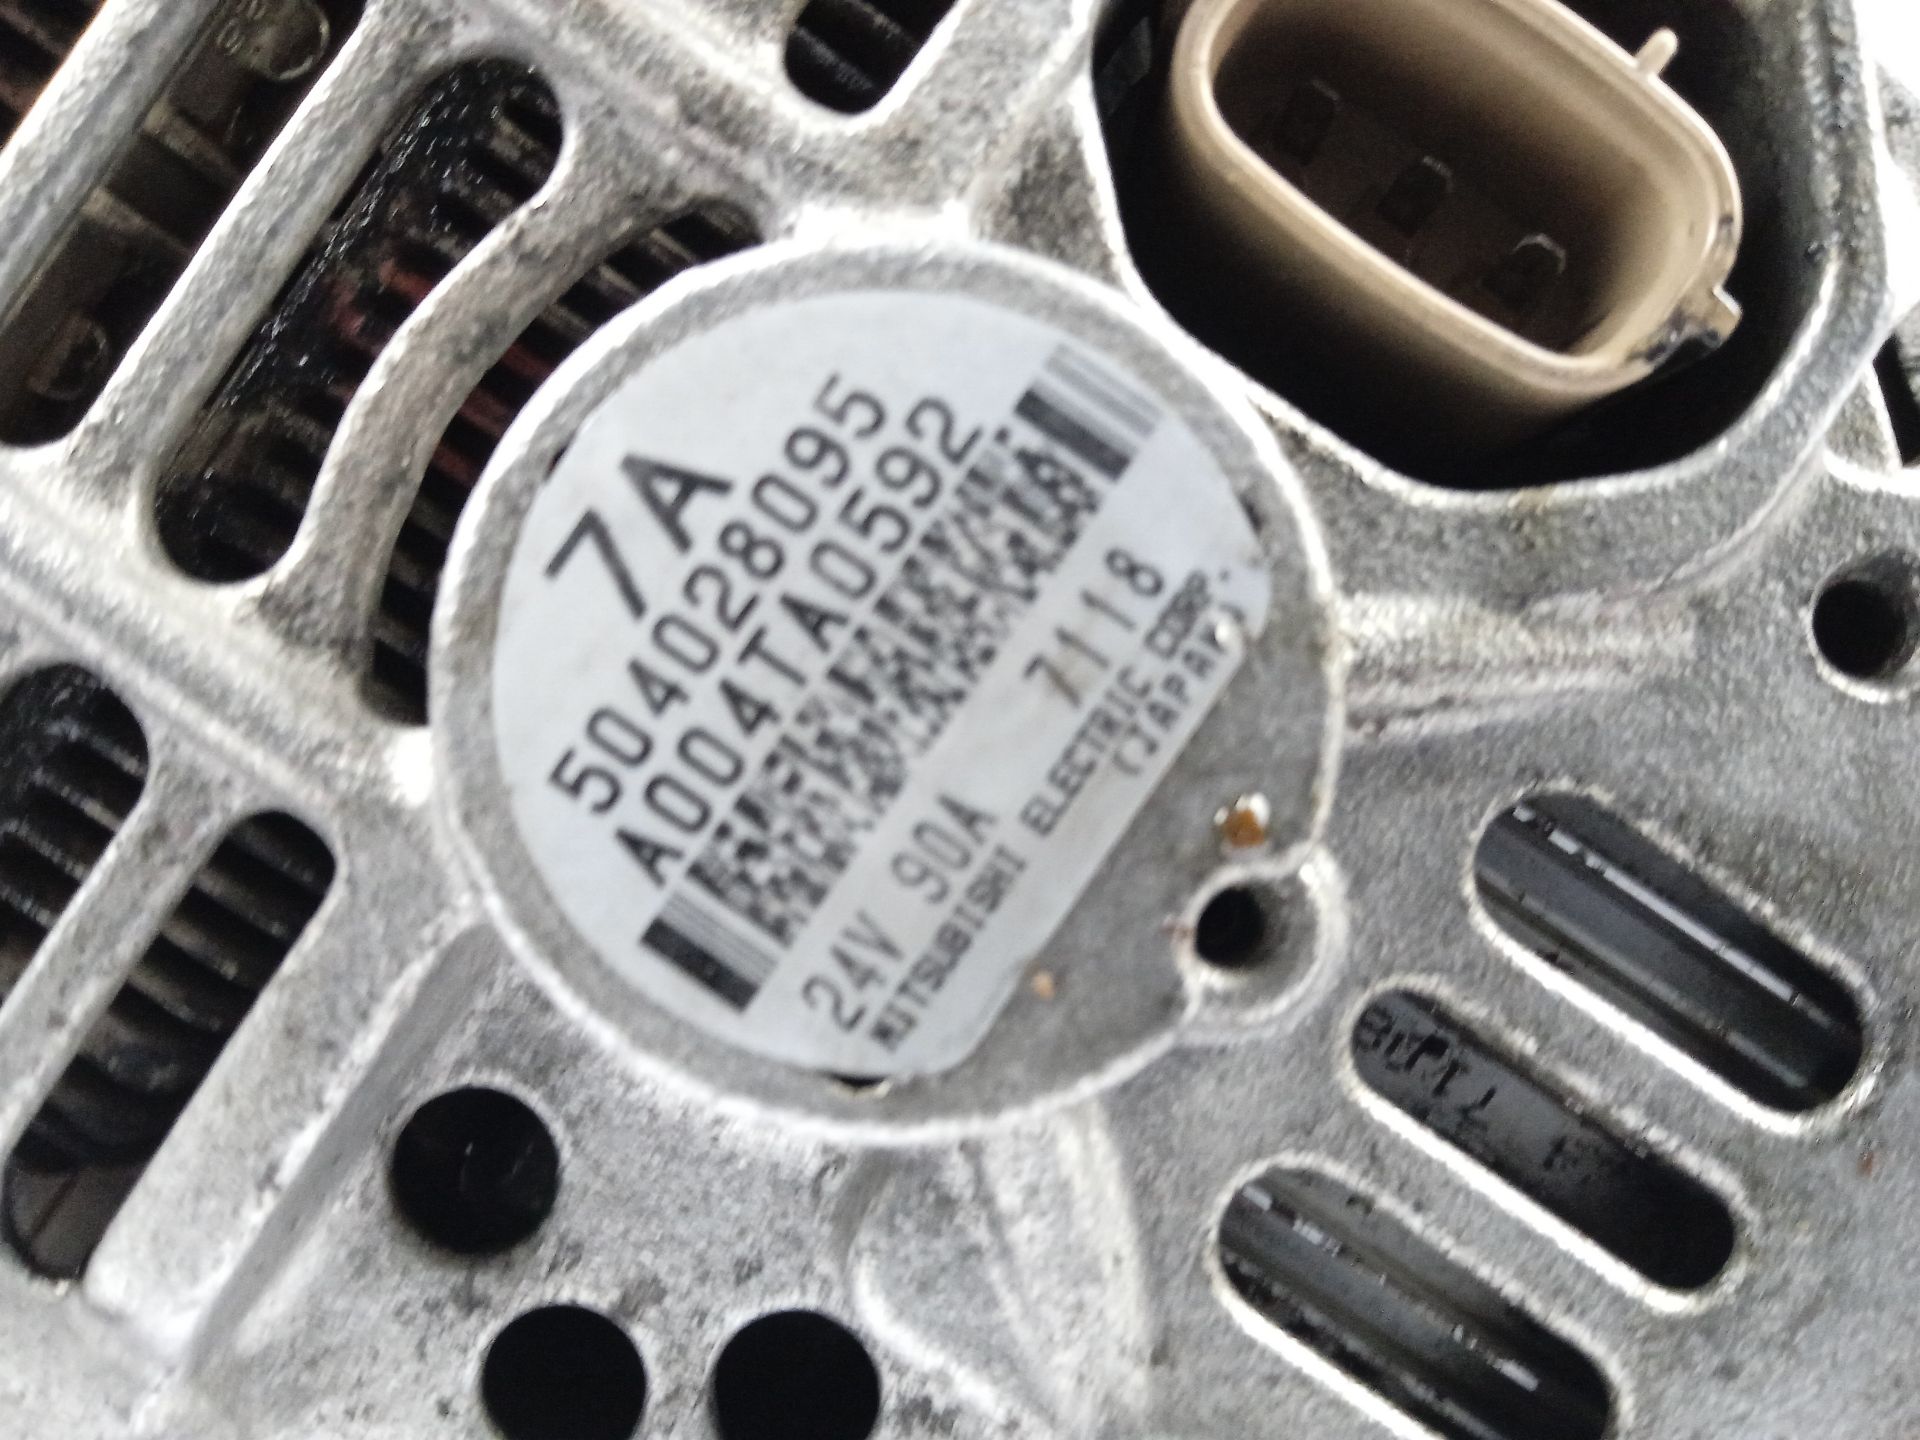 7A
504028095
A004TA0592
24V 90A 7118
MITSUBISHI ELECTRIC CORP.
(JAPAN)